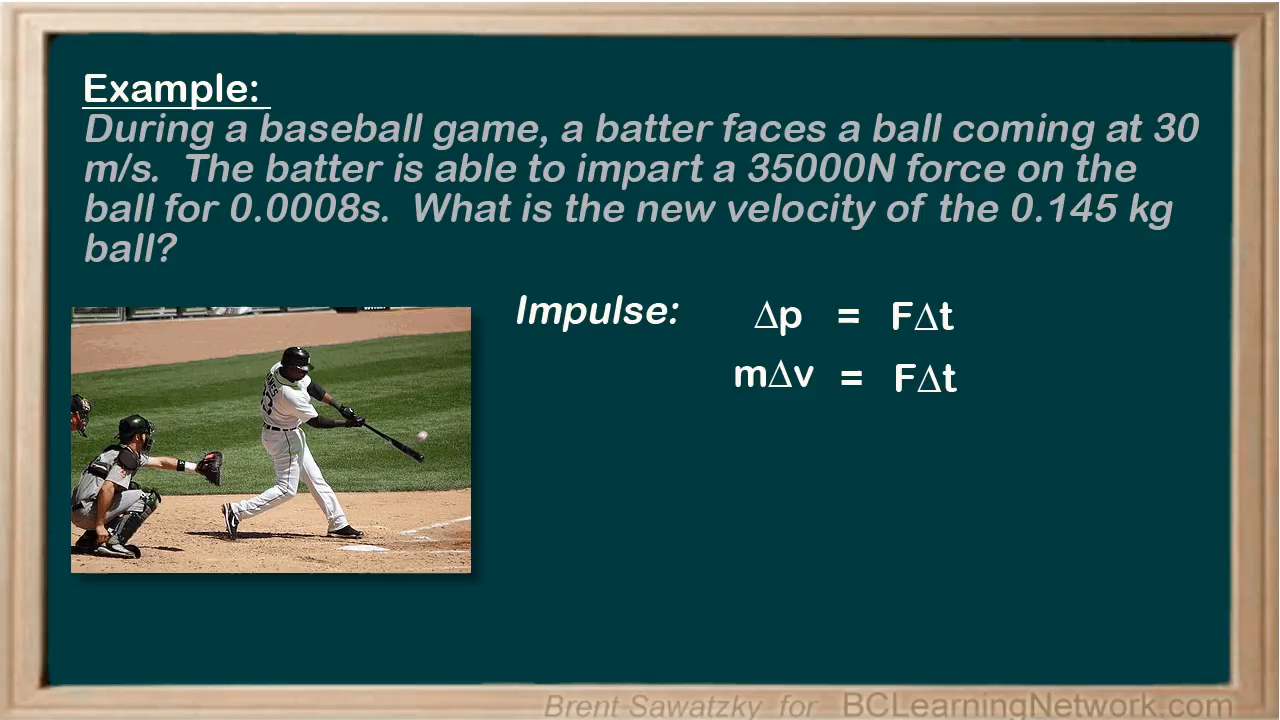 Example:
During a baseball game, a batter faces a ball coming at 30
m/s.  The batter is able to impart a 35000N force on the
ball for 0.0008s.  What is the new velocity of the 0.145 kg
ball?
Impulse: Δp = FΔt
mΔv = FΔt
Brent Sawatzky for BCLearningNetwork.com